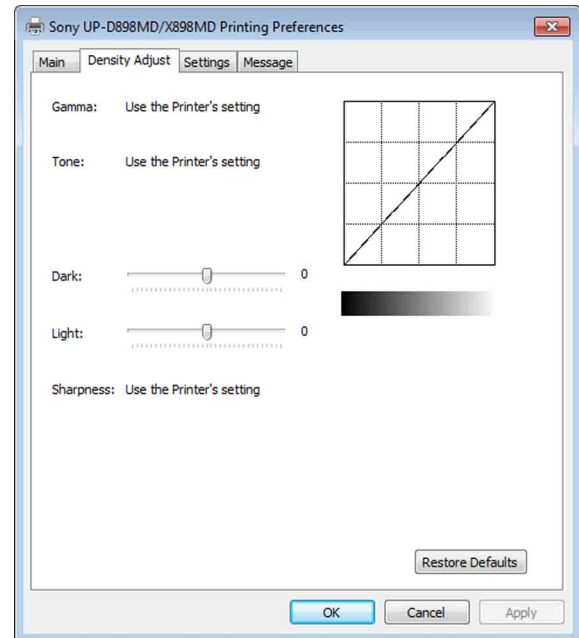 Sony UP-D898MD/X898MD Printing Preferences
Main Density Adjust Settings Message
Gamma: Use the Printer's setting
Tone: Use the Printer's setting
Dark: 0
Light: 0
Sharpness: Use the Printer's setting
Restore Defaults
OK Cancel Apply